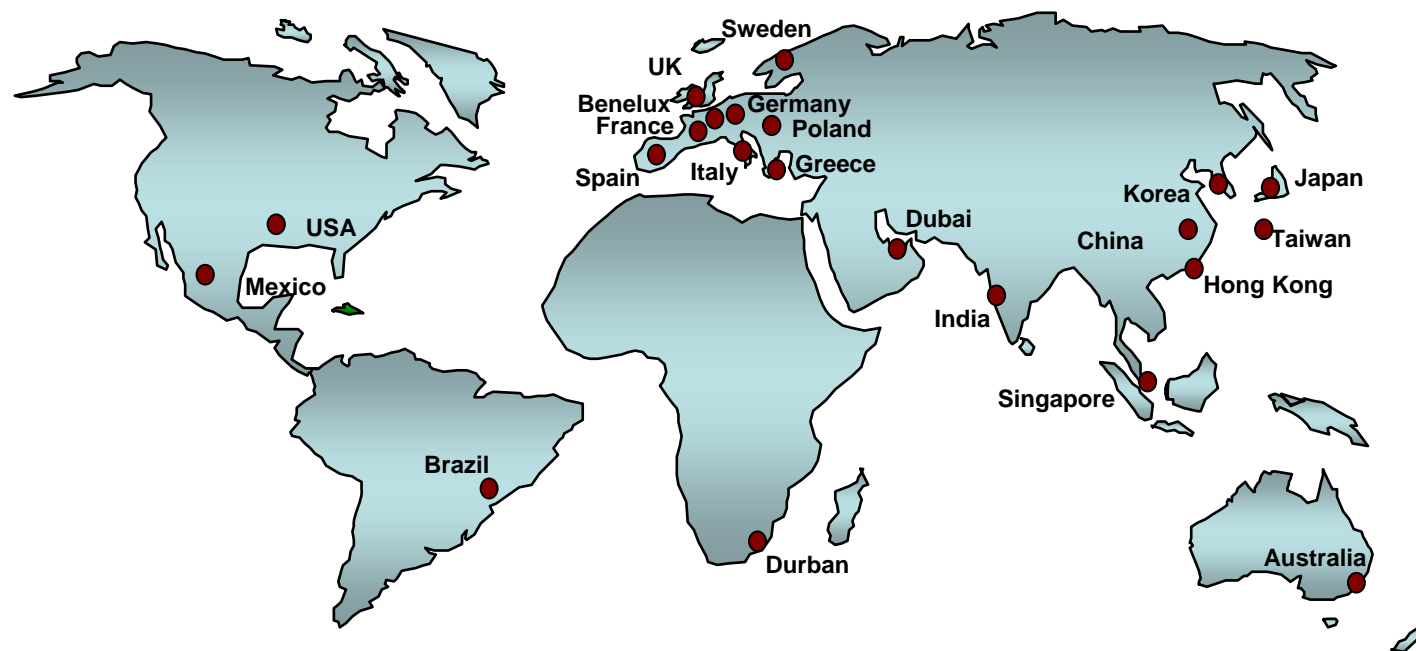 Sweden
UK
Benelux
Germany
France
Poland
Spain
Italy
Greece
Korea
Japan
USA
Dubai
China
Taiwan
Mexico
Hong Kong
India
Singapore
Brazil
Durban
Australia